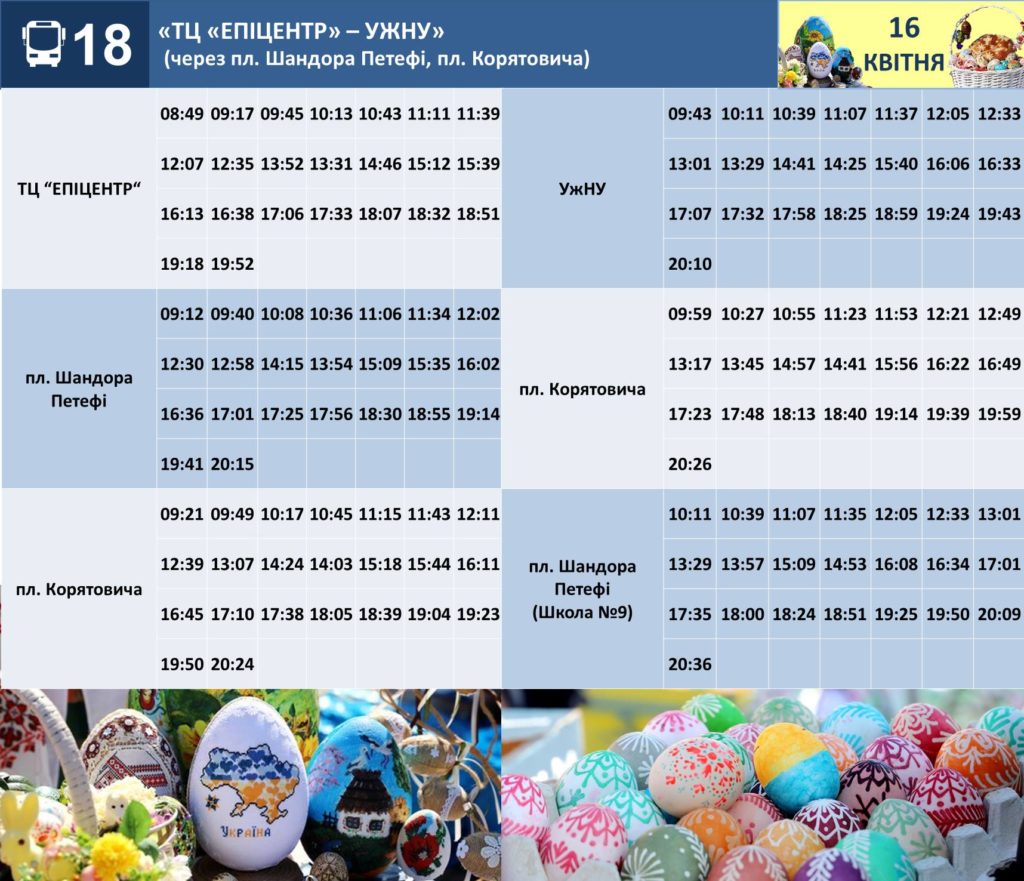 18
«ТЦ «ЕПІЦЕНТР» – УЖНУ»
(через пл. Шандора Петефі, пл. Корятовича)
16
КВІТНЯ
ТЦ “ЕПІЦЕНТР“
08:49 09:17 09:45 10:13 10:43 11:11 11:39
12:07 12:35 13:52 13:31 14:46 15:12 15:39
16:13 16:38 17:06 17:33 18:07 18:32 18:51
19:18 19:52
УжНУ
09:43 10:11 10:39 11:07 11:37 12:05 12:33
13:01 13:29 14:41 14:25 15:40 16:06 16:33
17:07 17:32 17:58 18:25 18:59 19:24 19:43
20:10
пл. Шандора
Петефі
09:12 09:40 10:08 10:36 11:06 11:34 12:02
12:30 12:58 14:15 13:54 15:09 15:35 16:02
16:36 17:01 17:25 17:56 18:30 18:55 19:14
19:41 20:15
пл. Корятовича
09:59 10:27 10:55 11:23 11:53 12:21 12:49
13:17 13:45 14:57 14:41 15:56 16:22 16:49
17:23 17:48 18:13 18:40 19:14 19:39 19:59
20:26
пл. Корятовича
09:21 09:49 10:17 10:45 11:15 11:43 12:11
12:39 13:07 14:24 14:03 15:18 15:44 16:11
16:45 17:10 17:38 18:05 18:39 19:04 19:23
19:50 20:24
пл. Шандора
Петефі
(Школа №9)
10:11 10:39 11:07 11:35 12:05 12:33 13:01
13:29 13:57 15:09 14:53 16:08 16:34 17:01
17:35 18:00 18:24 18:51 19:25 19:50 20:09
20:36
Україна